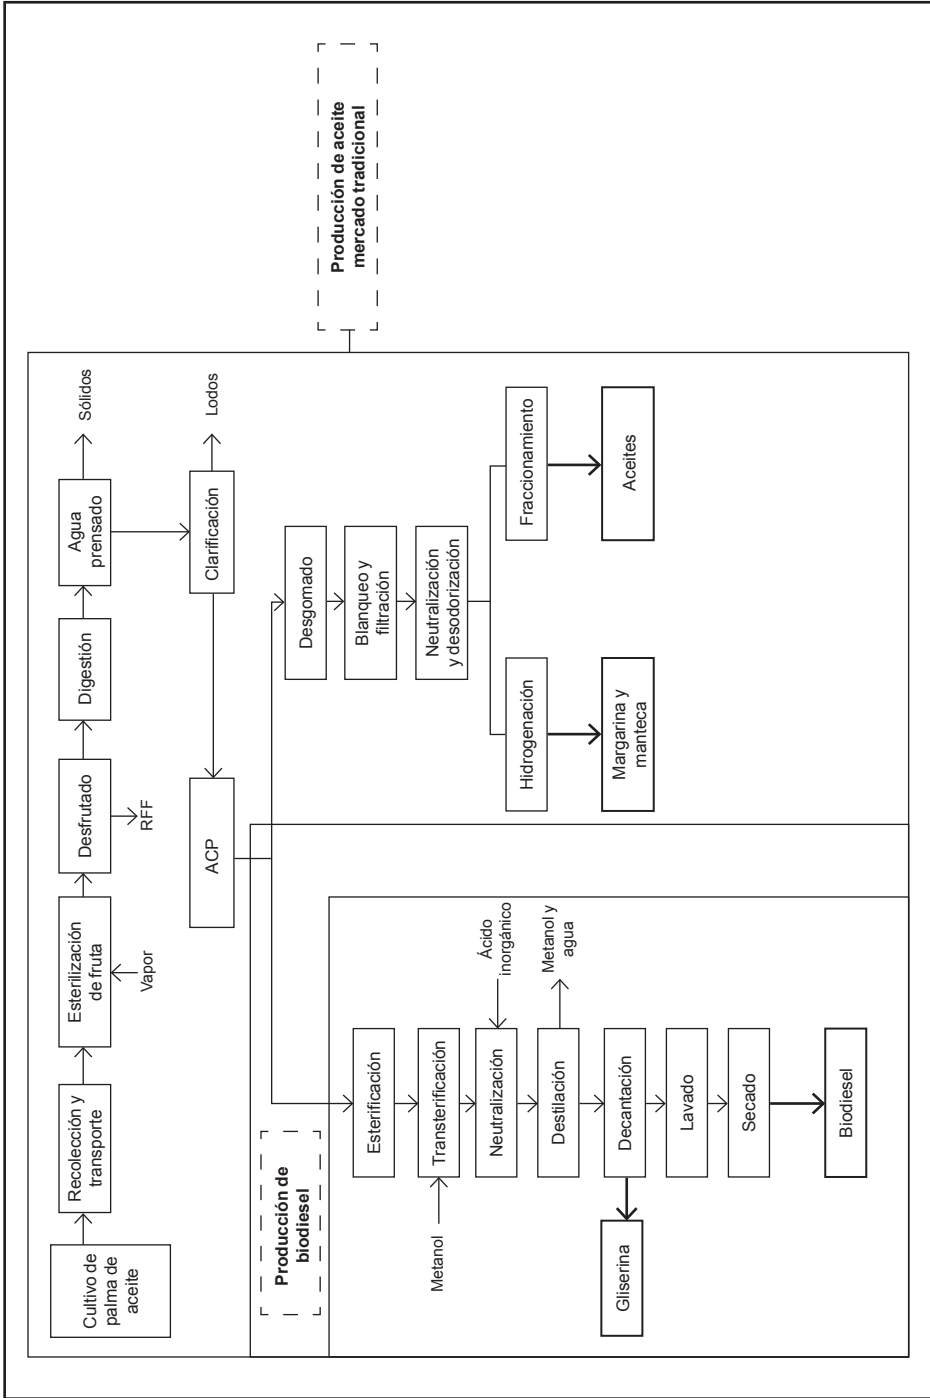 Cultivo de
palma de
aceite
Recolección y
transporte
Esterilización
de fruta
Vapor
Desfrutado
RFF
Digestión
Agua
prensado
Sólidos
Clarificación
Lodos
ACP
Producción de
biodiesel
Esterificación
Metanol
Transterificación
Neutralización
Ácido
inorgánico
Destilación
Metanol y
agua
Decantación
Gliserina
Lavado
Secado
Biodiesel
Desgomado
Blanqueo y
filtración
Neutralización
y desodorización
Hidrogenación
Margarina y
manteca
Fraccionamiento
Aceites
Producción de aceite
mercado tradicional